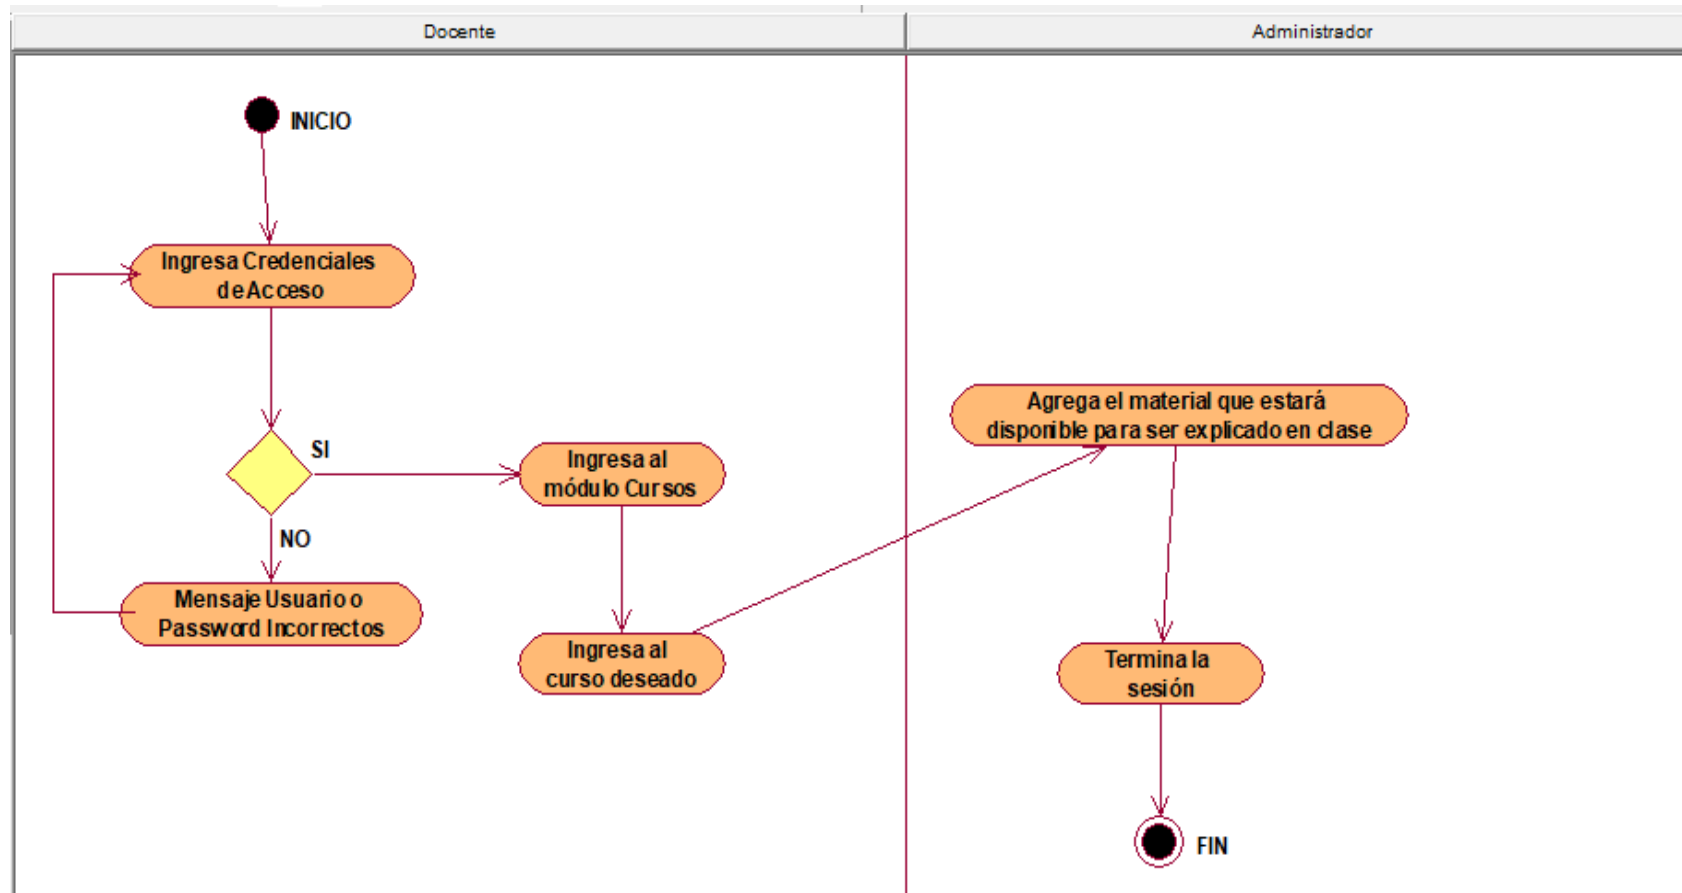 Docente
Administrador
INICIO
Ingresa Credenciales
de Acceso
SI
NO
Mensaje Usuario o
Password Incorrectos
Ingresa al
módulo Cursos
Ingresa al
curso deseado
Agrega el material que estará
disponible para ser explicado en clase
Termina la
sesión
FIN